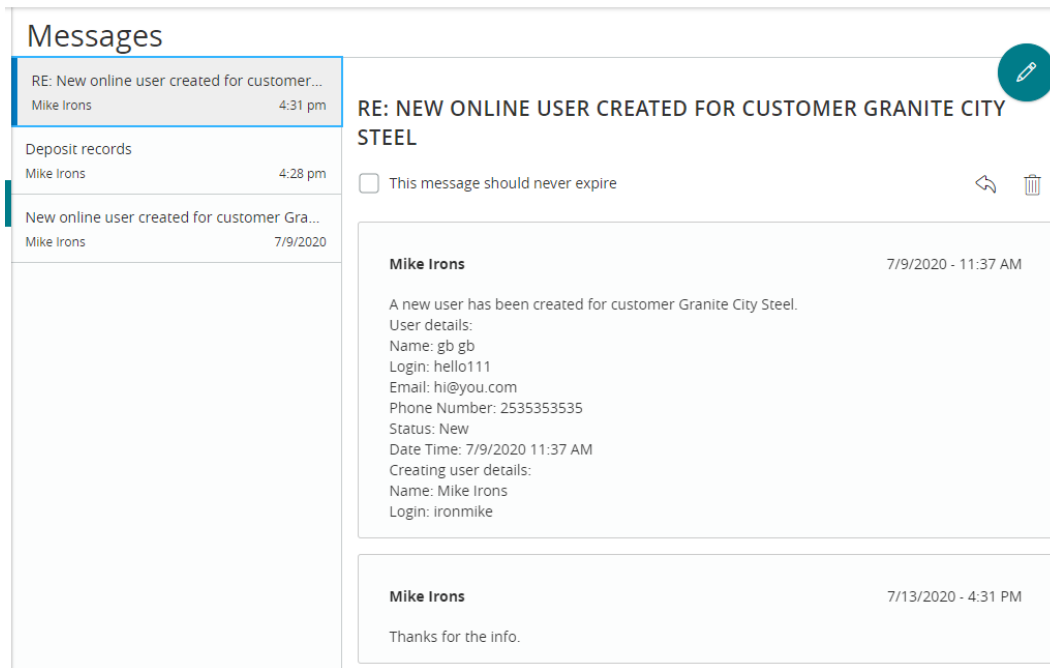 Messages
RE: New online user created for customer...
Mike Irons 4:31 pm
Deposit records
Mike Irons 4:28 pm
New online user created for customer Gra...
Mike Irons 7/9/2020
RE: NEW ONLINE USER CREATED FOR CUSTOMER GRANITE CITY
STEEL
This message should never expire
Mike Irons 7/9/2020 - 11:37 AM
A new user has been created for customer Granite City Steel.
User details:
Name: gb gb
Login: hello111
Email: hi@you.com
Phone Number: 2535353535
Status: New
Date Time: 7/9/2020 11:37 AM
Creating user details:
Name: Mike Irons
Login: ironmike
Mike Irons 7/13/2020 - 4:31 PM
Thanks for the info.